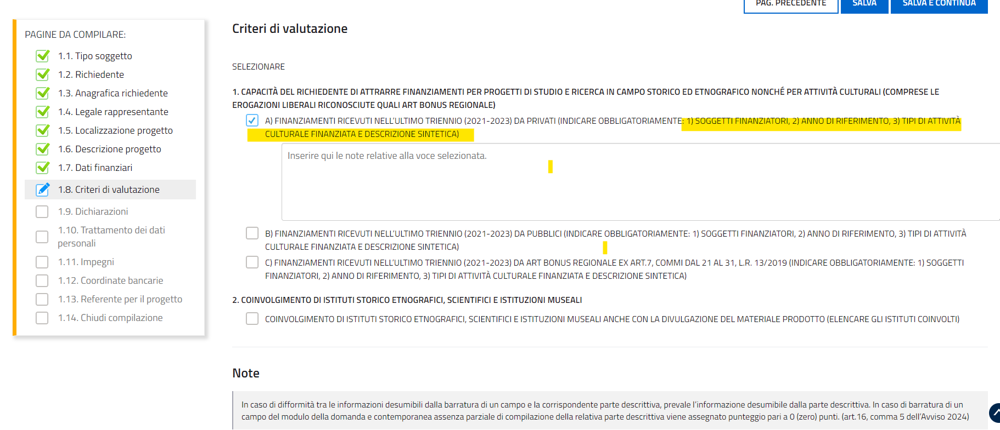 PAG. PRECEDENTE
SALVA
SALVA E CONTINUA
PAGINE DA COMPILARE:
1.1. Tipo soggetto
1.2. Richiedente
1.3. Anagrafica richiedente
1.4. Legale rappresentante
1.5. Localizzazione progetto
1.6. Descrizione progetto
1.7. Dati finanziari
1.8. Criteri di valutazione
1.9. Dichiarazioni
1.10. Trattamento dei dati
personali
1.11. Impegni
1.12. Coordinate bancarie
1.13. Referente per il progetto
1.14. Chiudi compilazione
Criteri di valutazione
SELEZIONARE
1. CAPACITÀ DEL RICHIEDENTE DI ATTRARRE FINANZIAMENTI PER PROGETTI DI STUDIO E RICERCA IN CAMPO STORICO ED ETNOGRAFICO NONCHÉ PER ATTIVITÀ CULTURALI (COMPRESE LE
EROGAZIONI LIBERALI RICONOSCIUTE QUALI ART BONUS REGIONALE)
A) FINANZIAMENTI RICEVUTI NELL'ULTIMO TRIENNIO (2021-2023) DA PRIVATI (INDICARE OBBLIGATORIAMENTE: 1) SOGGETTI FINANZIATORI, 2) ANNO DI RIFERIMENTO, 3) TIPI DI ATTIVITÀ
CULTURALE FINANZIATA E DESCRIZIONE SINTETICA)
Inserire qui le note relative alla voce selezionata.
B) FINANZIAMENTI RICEVUTI NELL'ULTIMO TRIENNIO (2021-2023) DA PUBBLICI (INDICARE OBBLIGATORIAMENTE: 1) SOGGETTI FINANZIATORI, 2) ANNO DI RIFERIMENTO, 3) TIPI DI ATTIVITÀ
CULTURALE FINANZIATA E DESCRIZIONE SINTETICA)
C) FINANZIAMENTI RICEVUTI NELL'ULTIMO TRIENNIO (2021-2023) DA ART BONUS REGIONALE EX ART.7, COMMI DAL 21 AL 31, L.R. 13/2019 (INDICARE OBBLIGATORIAMENTE: 1) SOGGETTI
FINANZIATORI, 2) ANNO DI RIFERIMENTO, 3) TIPI DI ATTIVITÀ CULTURALE FINANZIATA E DESCRIZIONE SINTETICA)
2. COINVOLGIMENTO DI ISTITUTI STORICO ETNOGRAFICI, SCIENTIFICI E ISTITUZIONI MUSEALI
COINVOLGIMENTO DI ISTITUTI STORICO ETNOGRAFICI, SCIENTIFICI E ISTITUZIONI MUSEALI ANCHE CON LA DIVULGAZIONE DEL MATERIALE PRODOTTO (ELENCARE GLI ISTITUTI COINVOLTI)
Note
In caso di difformità tra le informazioni desumibili dalla barratura di un campo e la corrispondente parte descrittiva, prevale l'informazione desumibile dalla parte descrittiva. In caso di barratura di un
campo del modulo della domanda e contemporanea assenza parziale di compilazione della relativa parte descrittiva viene assegnato punteggio pari a 0 (zero) punti. (art.16, comma 5 dell'Avviso 2024)